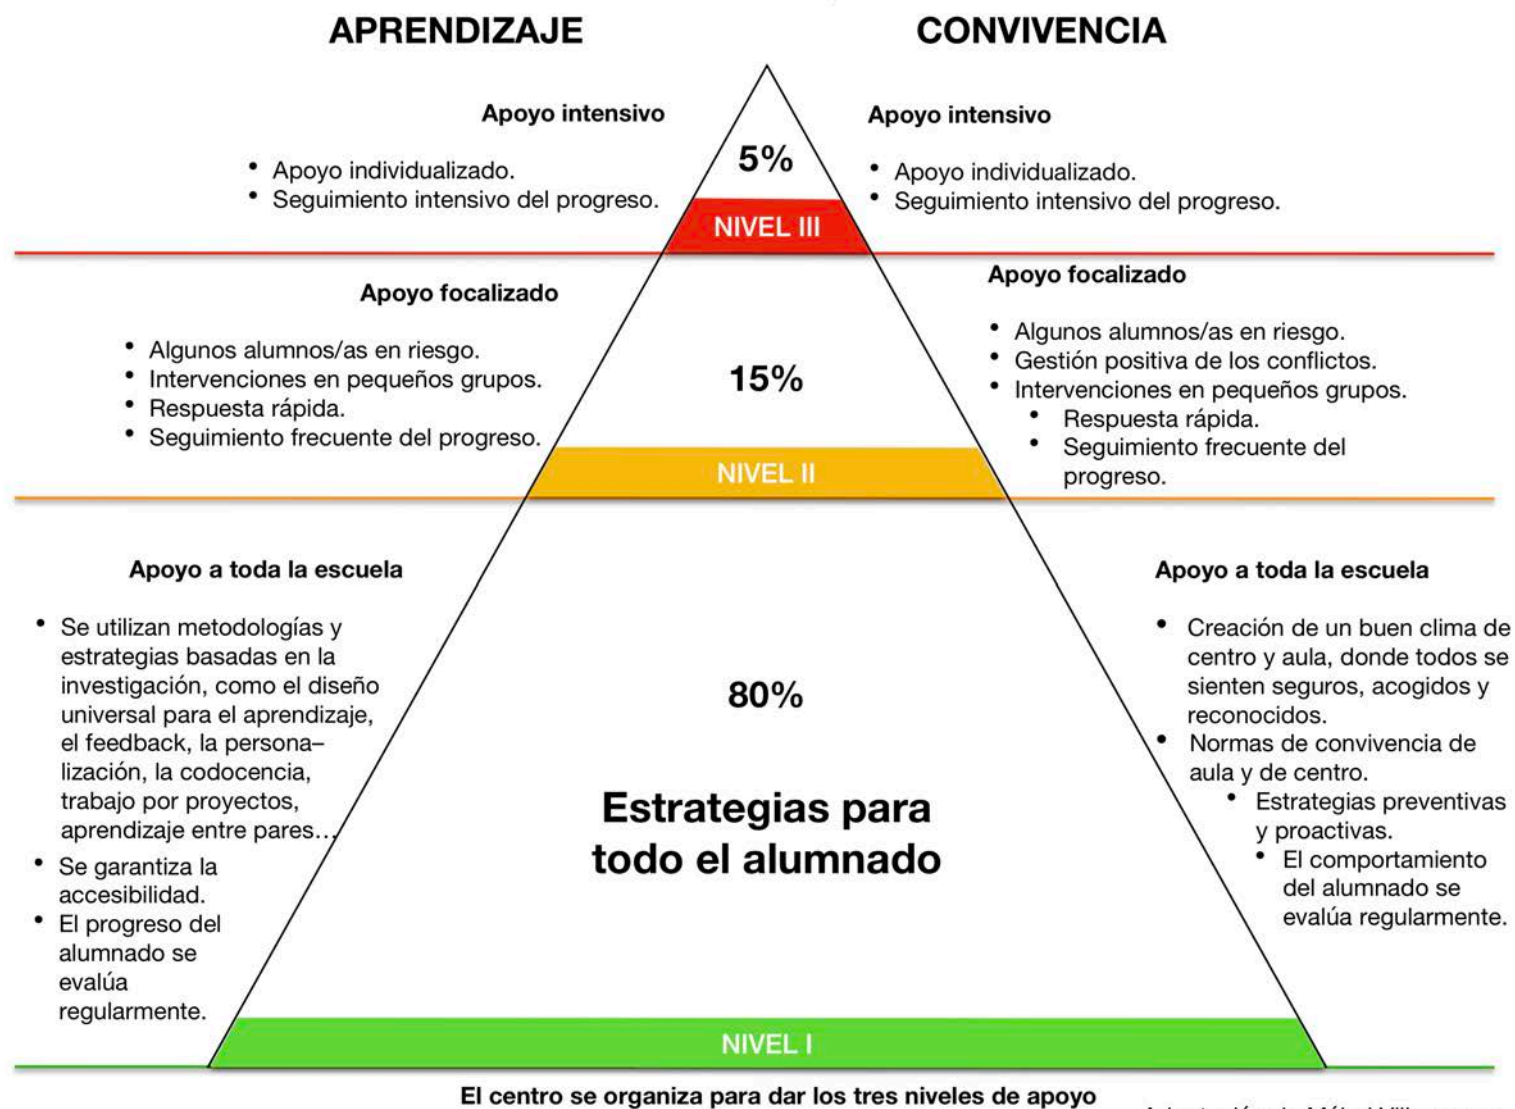 APRENDIZAJE
CONVIVENCIA
Apoyo intensivo
• Apoyo individualizado.
• Seguimiento intensivo del progreso.
5%
NIVEL III
Apoyo intensivo
• Apoyo individualizado.
• Seguimiento intensivo del progreso.
Apoyo focalizado
• Algunos alumnos/as en riesgo.
• Intervenciones en pequeños grupos.
• Respuesta rápida.
• Seguimiento frecuente del progreso.
15%
NIVEL II
Apoyo focalizado
• Algunos alumnos/as en riesgo.
• Gestión positiva de los conflictos.
• Intervenciones en pequeños grupos.
• Respuesta rápida.
• Seguimiento frecuente del
progreso.
Apoyo a toda la escuela
• Se utilizan metodologías y
estrategias basadas en la
investigación, como el diseño
universal para el aprendizaje,
el feedback, la persona–
lización, la codocencia,
trabajo por proyectos,
aprendizaje entre pares…
• Se garantiza la
accesibilidad.
• El progreso del
alumnado se
evalúa
regularmente.
80%
Estrategias para
todo el alumnado
NIVEL I
Apoyo a toda la escuela
• Creación de un buen clima de
centro y aula, donde todos se
sienten seguros, acogidos y
reconocidos.
• Normas de convivencia de
aula y de centro.
• Estrategias preventivas
y proactivas.
• El comportamiento
del alumnado se
evalúa regularmente.
El centro se organiza para dar los tres niveles de apoyo